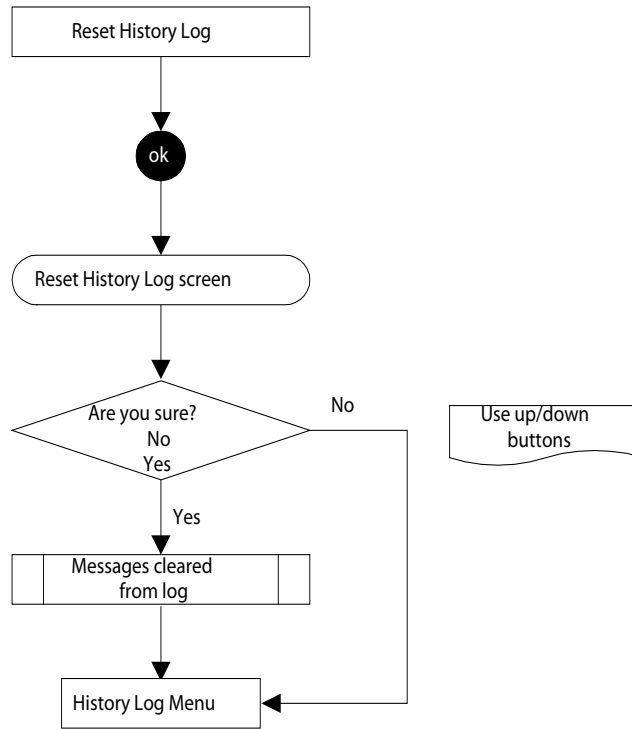 Reset History Log
ok
Reset History Log screen
Are you sure?
No
Yes
No
Use up/down
buttons
Yes
Messages cleared
from log
History Log Menu